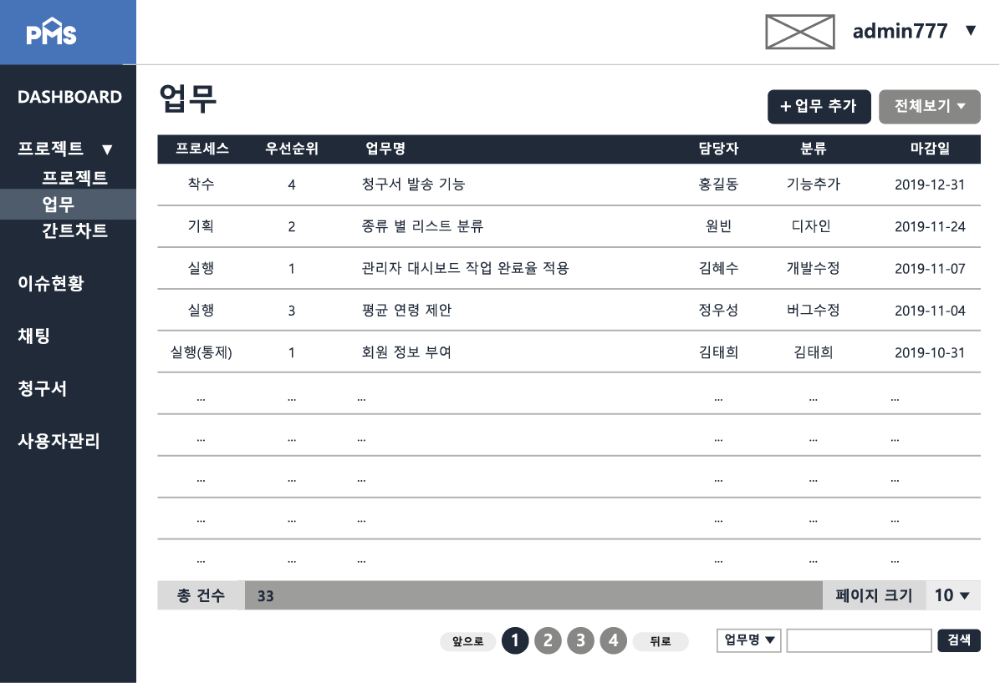 PMS
admin777 ▼
DASHBOARD
프로젝트 ▼
프로젝트
업무
간트차트
이슈현황
채팅
청구서
사용자관리
업무
+업무 추가
전체보기 ▼
프로세스 우선순위 업무명 담당자 분류 마감일
착수 4 청구서 발송 기능 홍길동 기능추가 2019-12-31
기획 2 종류 별 리스트 분류 원빈 디자인 2019-11-24
실행 1 관리자 대시보드 작업 완료율 적용 김혜수 개발수정 2019-11-07
실행 3 평균 연령 제안 정우성 버그수정 2019-11-04
실행(통제) 1 회원 정보 부여 김태희 김태희 2019-10-31
... ... ... ... ... ...
... ... ... ... ... ...
... ... ... ... ... ...
... ... ... ... ... ...
... ... ... ... ... ...
총 건수 33 페이지 크기 10 ▼
앞으로 1 2 3 4 뒤로 업무명 ▼ 검색